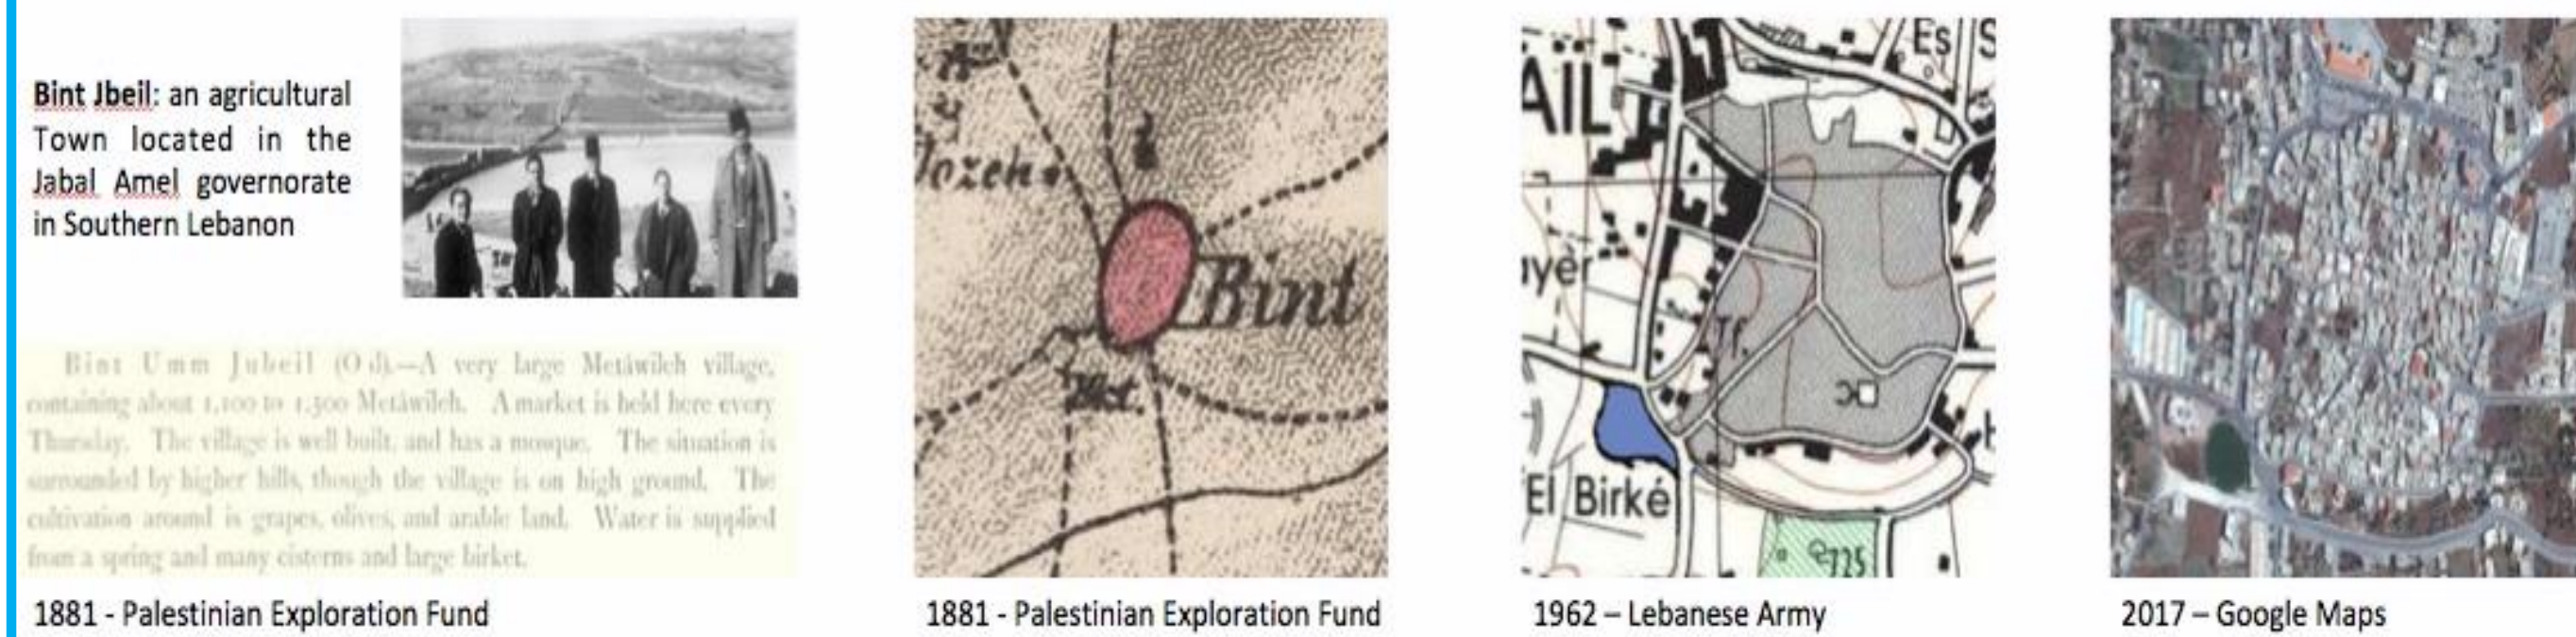 Bint Jbeil: an agricultural
Town located in the
Jabal Amel governorate
in Southern Lebanon
Bint Umm Jubeil (O d).—A very large Metâwileh village,
containing about 1,100 to 1,500 Metâwileh. A market is held here every
Thursday. The village is well built, and has a mosque. The situation is
surrounded by higher hills, though the village is on high ground. The
cultivation around is grapes, olives, and arable land. Water is supplied
from a spring and many cisterns and large birket.
1881 - Palestinian Exploration Fund
Bint
1881 - Palestinian Exploration Fund
Es S
AIL
ayér
Tf.
El Birké
725
1962 – Lebanese Army
2017 – Google Maps